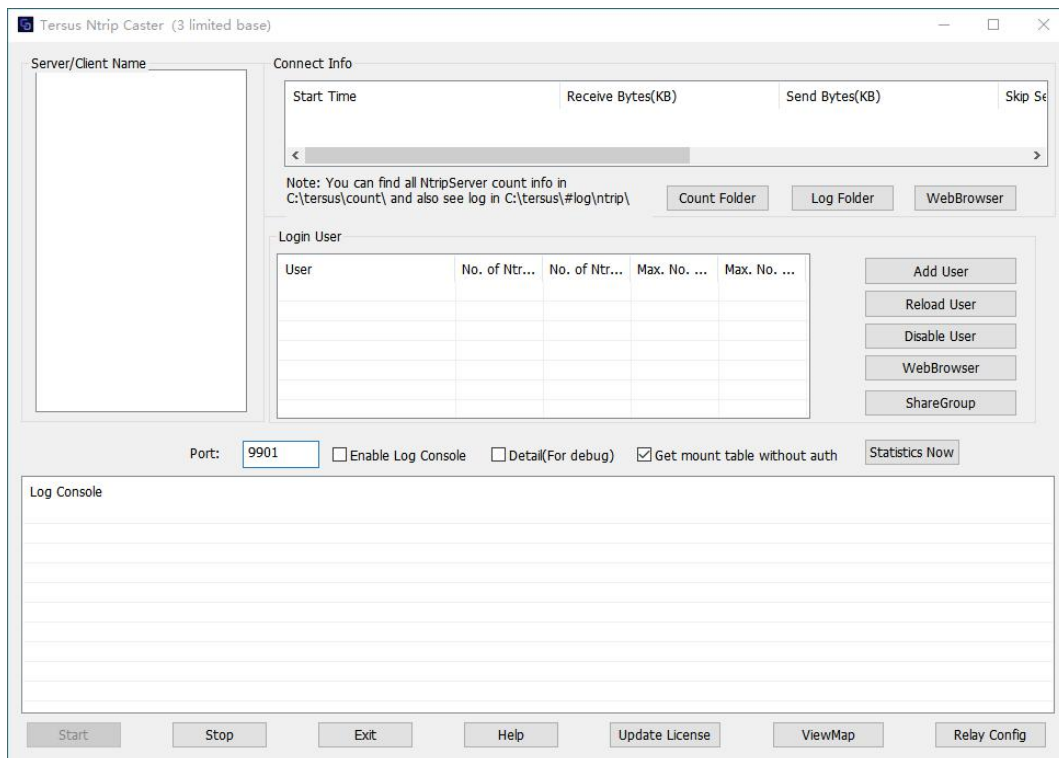 Tersus Ntrip Caster (3 limited base)
Server/Client Name
Connect Info
Start Time Receive Bytes(KB) Send Bytes(KB) Skip Se
Note: You can find all NtripServer count info in
C:\tersus\count\ and also see log in C:\tersus\#log\ntrip\
Count Folder Log Folder WebBrowser
Login User
User No. of Ntr... No. of Ntr... Max. No. ... Max. No. ...
Add User
Reload User
Disable User
WebBrowser
ShareGroup
Port: 9901 Enable Log Console Detail(For debug) Get mount table without auth Statistics Now
Log Console
Start Stop Exit Help Update License ViewMap Relay Config